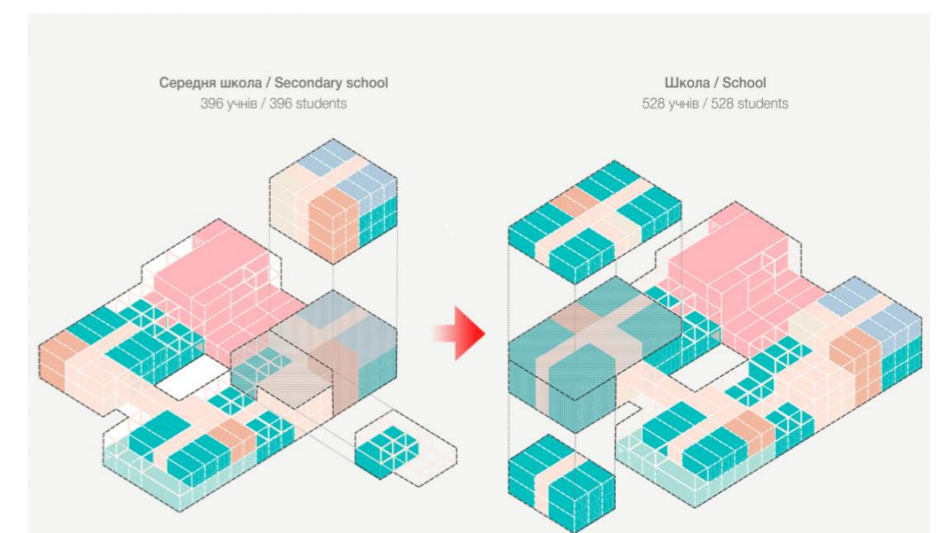 Середня школа / Secondary school
396 учнів / 396 students
Школа / School
528 учнів / 528 students